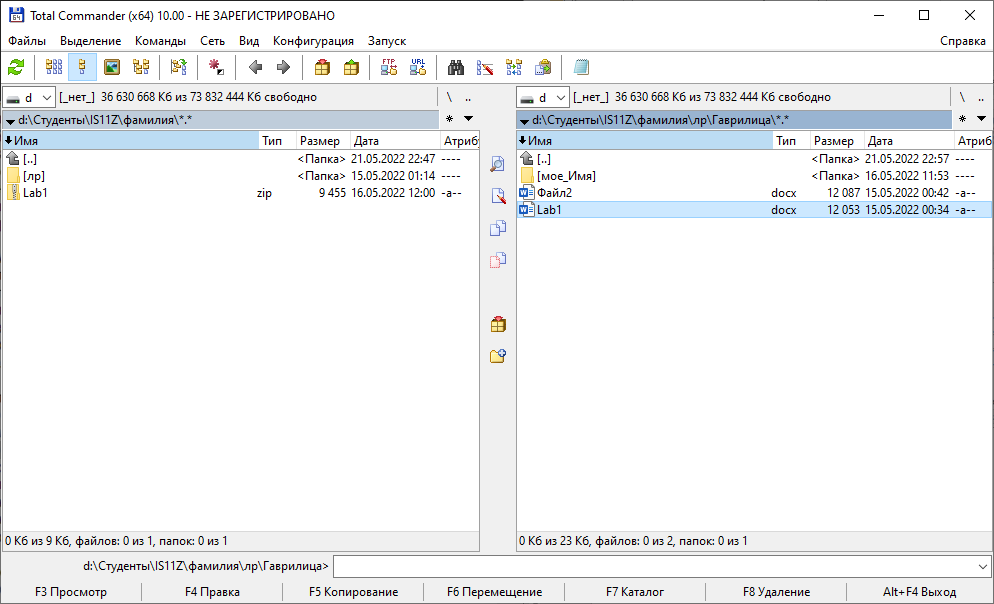 Total Commander (x64) 10.00 - НЕ ЗАРЕГИСТРИРОВАНО
Файлы Выделение Команды Сеть Вид Конфигурация Запуск Справка
FTP URL
d [_нет_] 36 630 668 Кб из 73 832 444 Кб свободно \ ..
d:\Студенты\IS11Z\фамилия\*.* * 
Имя Тип Размер Дата Атриб
[..] <Папка> 21.05.2022 22:47 ----
[лр] <Папка> 15.05.2022 01:14 ----
Lab1 zip 9 455 16.05.2022 12:00 -a--
0 Кб из 9 Кб, файлов: 0 из 1, папок: 0 из 1
d [_нет_] 36 630 668 Кб из 73 832 444 Кб свободно \ ..
d:\Студенты\IS11Z\фамилия\лр\Гаврилица\*.* *
Имя Тип Размер Дата Атриб
[..] <Папка> 21.05.2022 22:57 ----
[мое_Имя] <Папка> 16.05.2022 11:53 ----
Файл2 docx 12 087 15.05.2022 00:42 -a--
Lab1 docx 12 053 15.05.2022 00:34 -a--
0 Кб из 23 Кб, файлов: 0 из 2, папок: 0 из 1
d:\Студенты\IS11Z\фамилия\лр\Гаврилица>
F3 Просмотр F4 Правка F5 Копирование F6 Перемещение F7 Каталог F8 Удаление Alt+F4 Выход